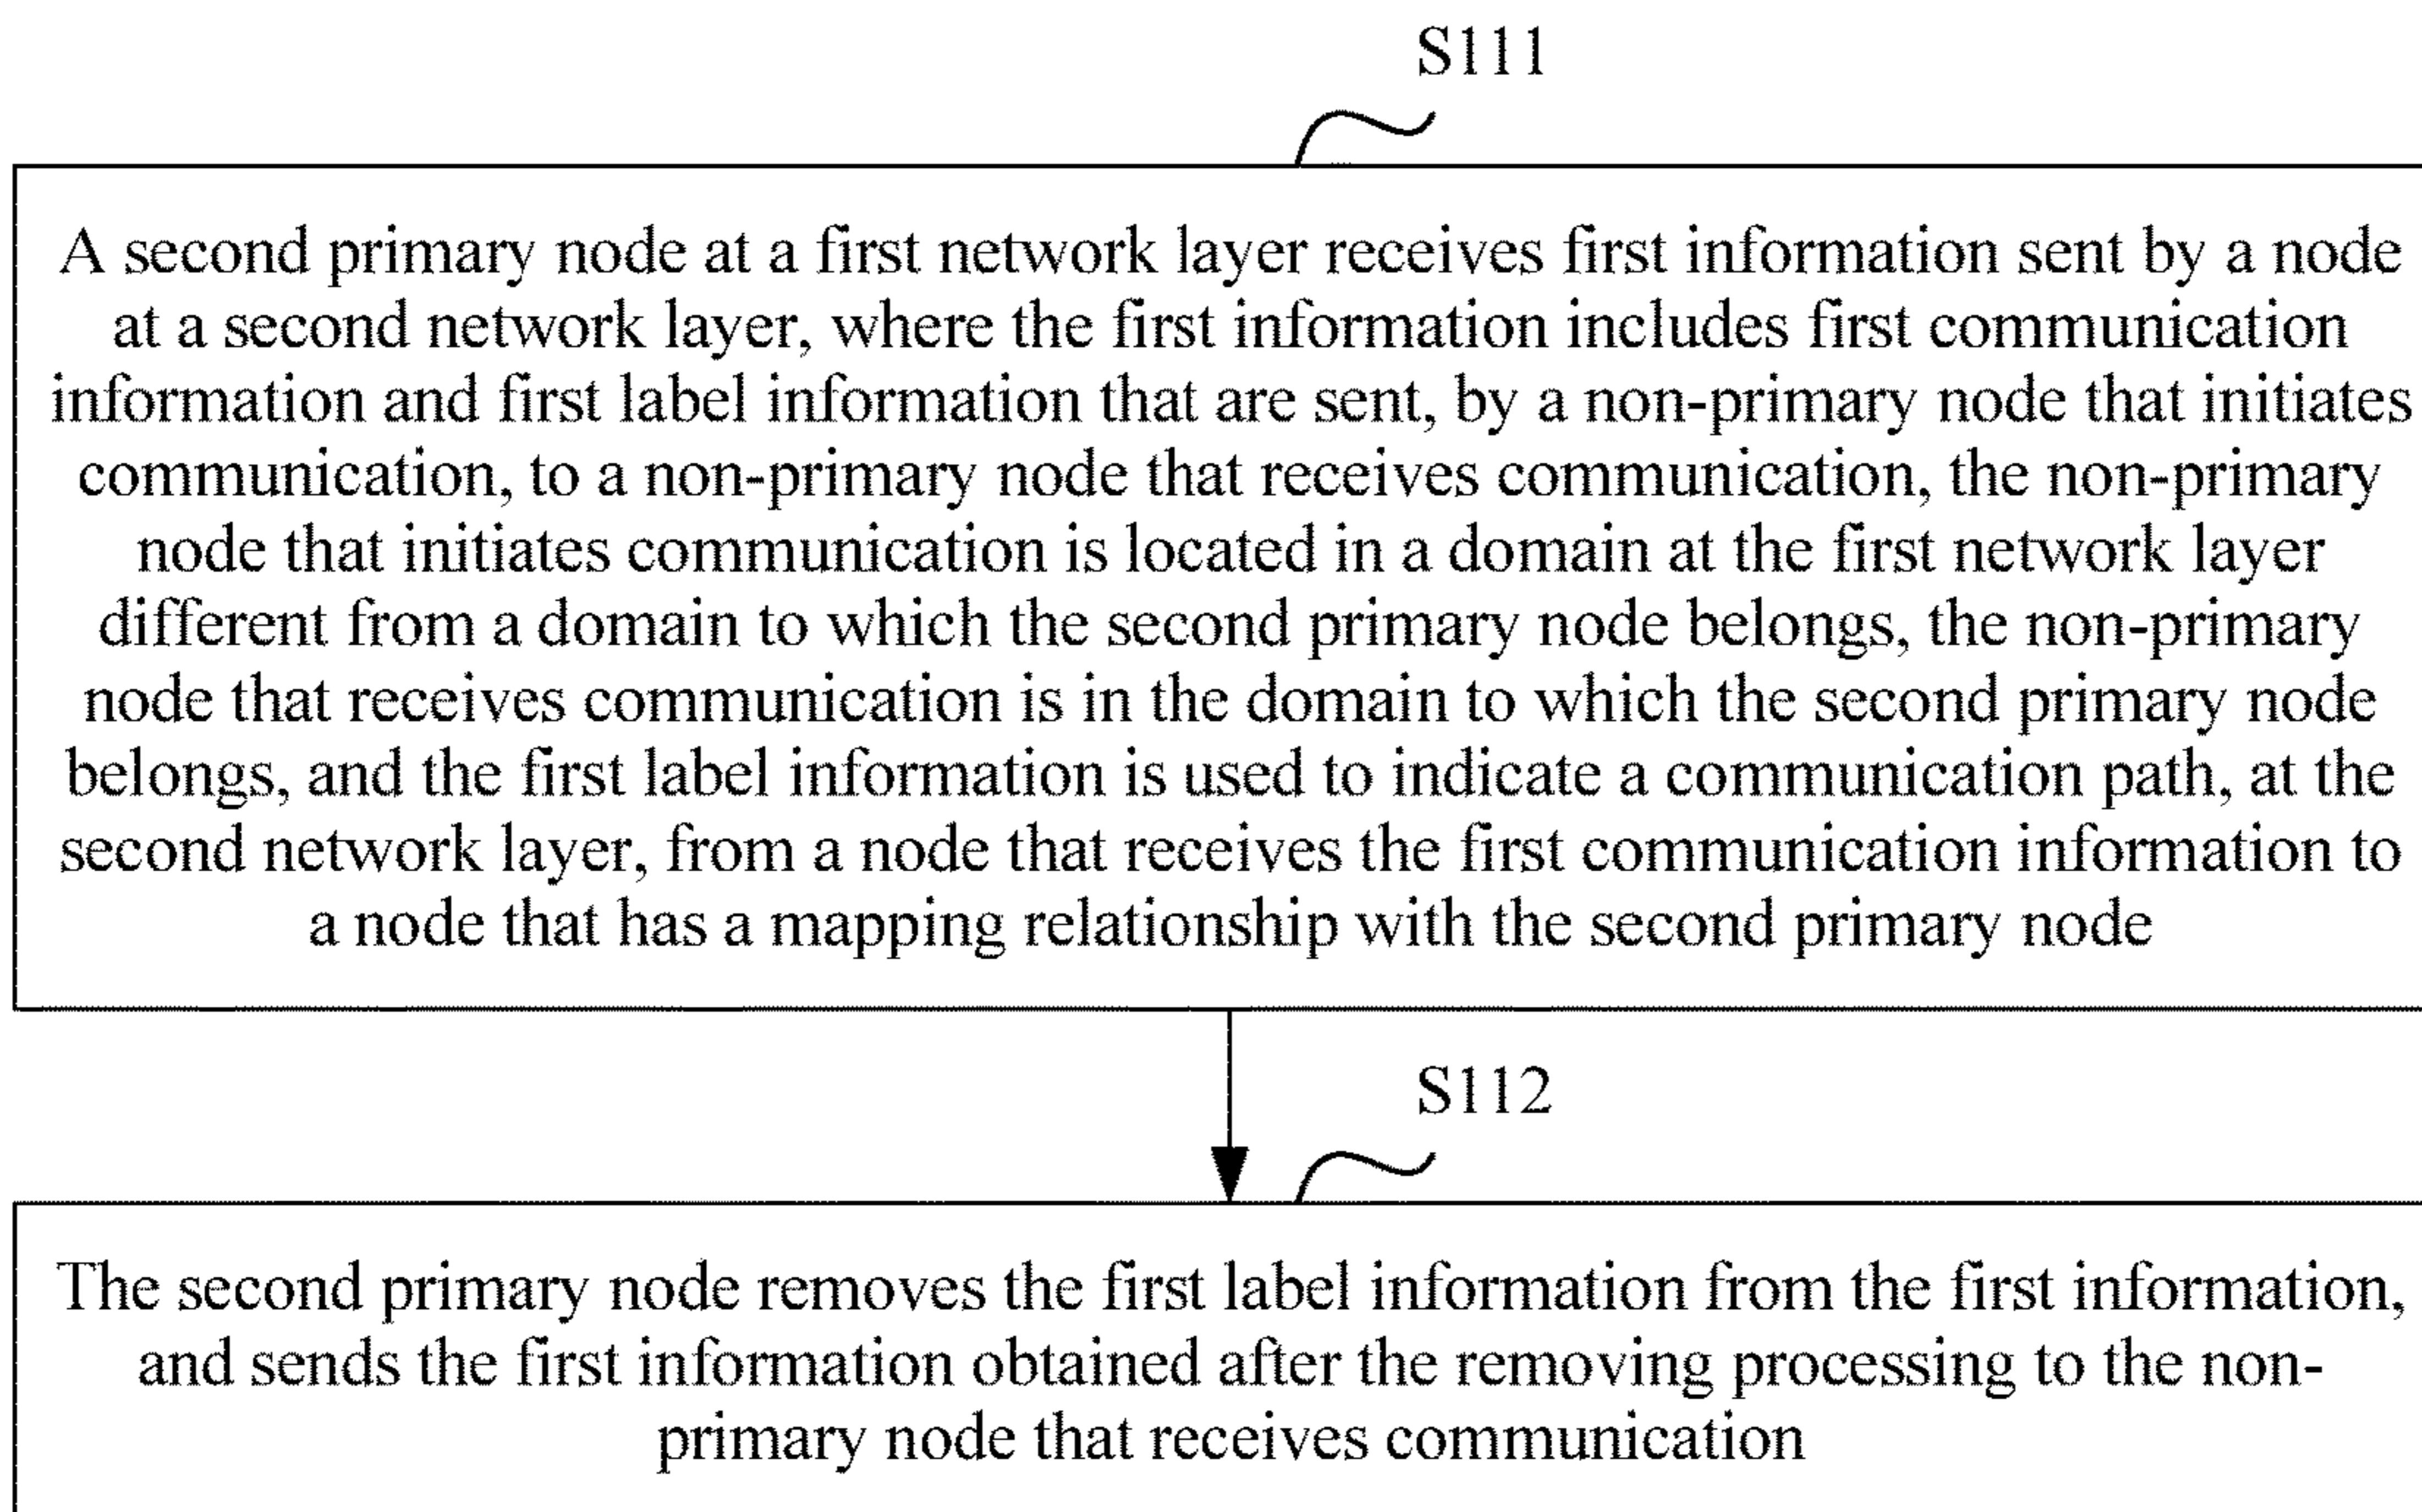 S111
A second primary node at a first network layer receives first information sent by a node
at a second network layer, where the first information includes first communication
information and first label information that are sent, by a non-primary node that initiates
communication, to a non-primary node that receives communication, the non-primary
node that initiates communication is located in a domain at the first network layer
different from a domain to which the second primary node belongs, the non-primary
node that receives communication is in the domain to which the second primary node
belongs, and the first label information is used to indicate a communication path, at the
second network layer, from a node that receives the first communication information to
a node that has a mapping relationship with the second primary node
S112
The second primary node removes the first label information from the first information,
and sends the first information obtained after the removing processing to the non-
primary node that receives communication